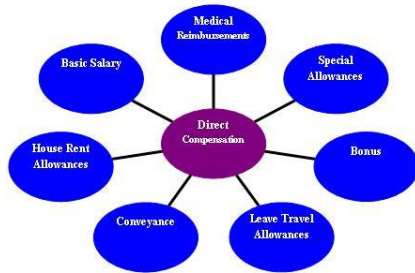 Medical
Reimbursements
Basic Salary
Special
Allowances
Direct
Compensation
House Rent
Allowances
Bonus
Conveyance
Leave Travel
Allowances